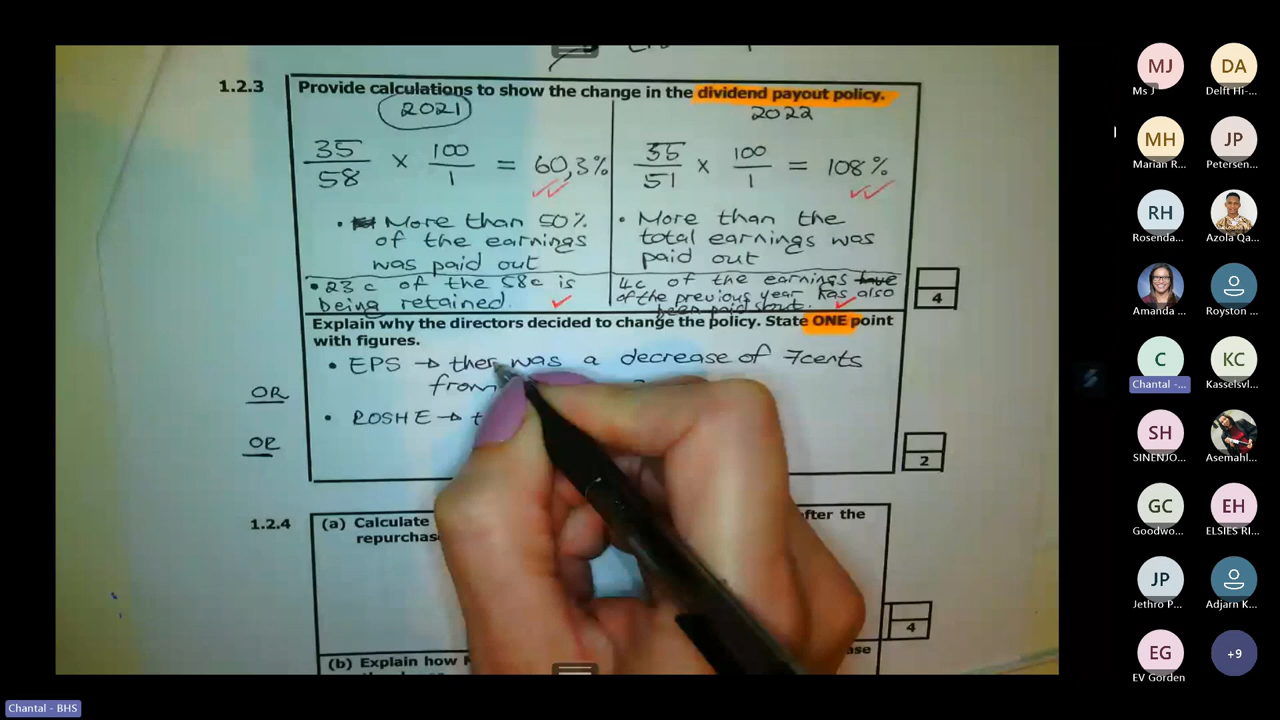 1.2.3
Provide calculations to show the change in the dividend payout policy.
2021
2022
35/58 × 100/1 = 60,3%
55/51 × 100/1 = 108%
• More than 50%
of the earnings
was paid out
• More than the
total earnings was
paid out
• 23c of the 58c is
being retained.
4c of the earnings
of the previous year has also
been paid out.
4
Explain why the directors decided to change the policy. State ONE point
with figures.
• EPS → ther was a decrease of 7cents
from
OR
• ROSHE → t
OR
2
1.2.4
(a) Calculate
fter the
repurchas
4
(b) Explain how
ase
MJ
Ms J
DA
Delft Hi-...
MH
Marian R...
JP
Petersen...
RH
Rosenda...
Azola Qa...
Amanda ...
Royston ...
C
Chantal -...
KC
Kasselsvl...
SH
SINENJO...
Asemahl...
GC
Goodwo...
EH
ELSIES RI...
JP
Jethro P...
Adjarn K...
EG
EV Gorden
+9
Chantal - BHS